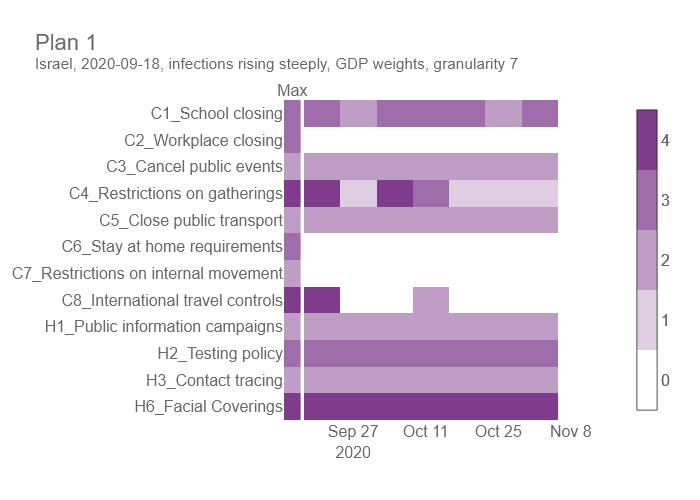 Plan 1
Israel, 2020-09-18, infections rising steeply, GDP weights, granularity 7
Max
C1_School closing
C2_Workplace closing
C3_Cancel public events
C4_Restrictions on gatherings
C5_Close public transport
C6_Stay at home requirements
C7_Restrictions on internal movement
C8_International travel controls
H1_Public information campaigns
H2_Testing policy
H3_Contact tracing
H6_Facial Coverings
Sep 27 Oct 11 Oct 25 Nov 8
2020
4
3
2
1
0